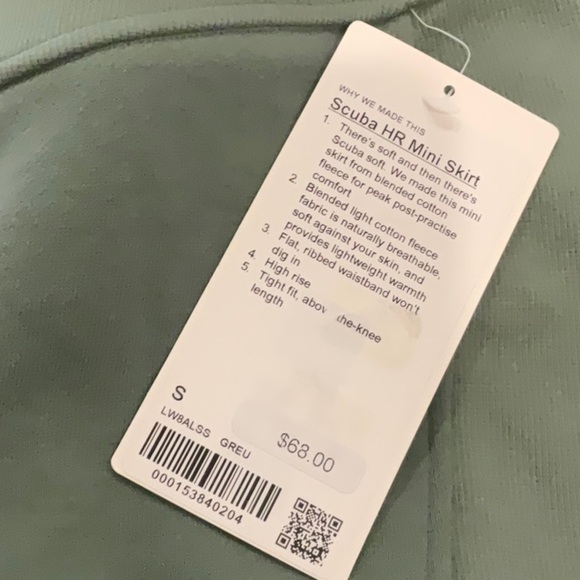 WHY WE MADE THIS
Scuba HR Mini Skirt
1. There's soft and then there's
Scuba soft. We made this mini
skirt from blended cotton
fleece for peak post-practise
comfort
2. Blended light cotton fleece
fabric is naturally breathable,
soft against your skin, and
provides lightweight warmth
3. Flat, ribbed waistband won't
dig in
4. High rise
5. Tight fit, abov the-knee
length
S
LW8ALSS GREU
$68.00
000153840204